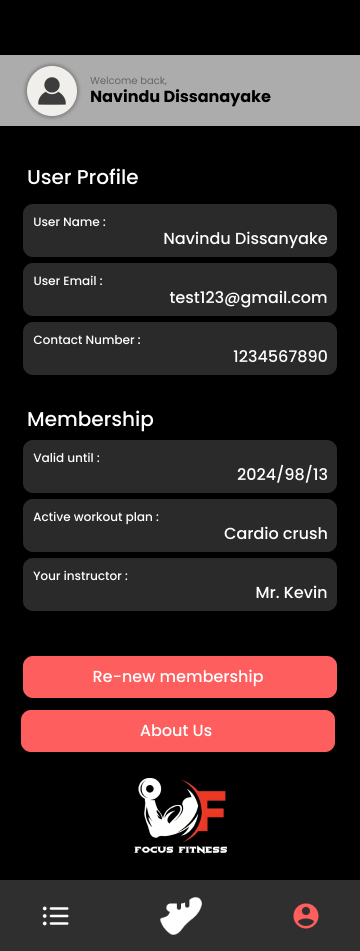 Welcome back,
Navindu Dissanayake
User Profile
User Name :
Navindu Dissanyake
User Email :
test123@gmail.com
Contact Number :
1234567890
Membership
Valid until :
2024/98/13
Active workout plan :
Cardio crush
Your instructor :
Mr. Kevin
Re-new membership
About Us
F
FOCUS FITNESS